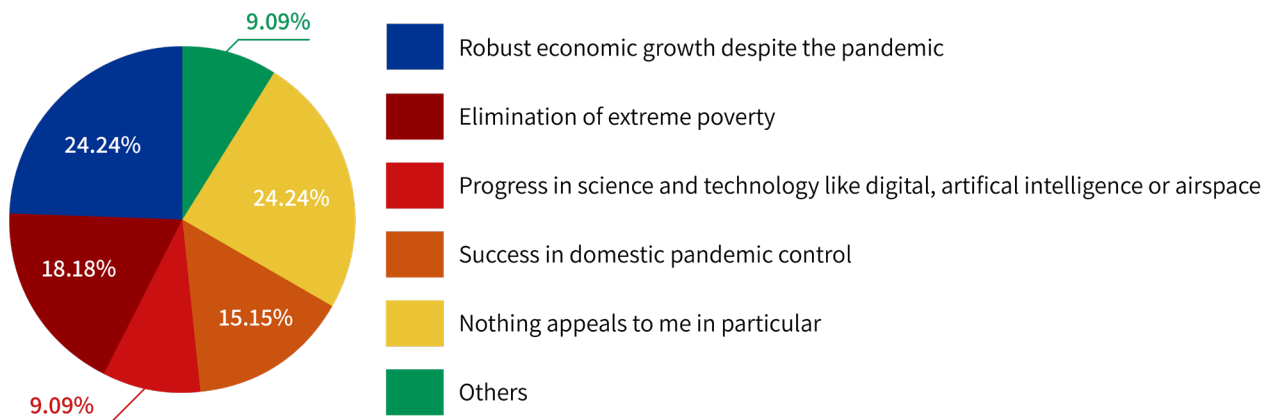 9.09%
24.24%
24.24%
18.18%
15.15%
9.09%
Robust economic growth despite the pandemic
Elimination of extreme poverty
Progress in science and technology like digital, artifical intelligence or airspace
Success in domestic pandemic control
Nothing appeals to me in particular
Others